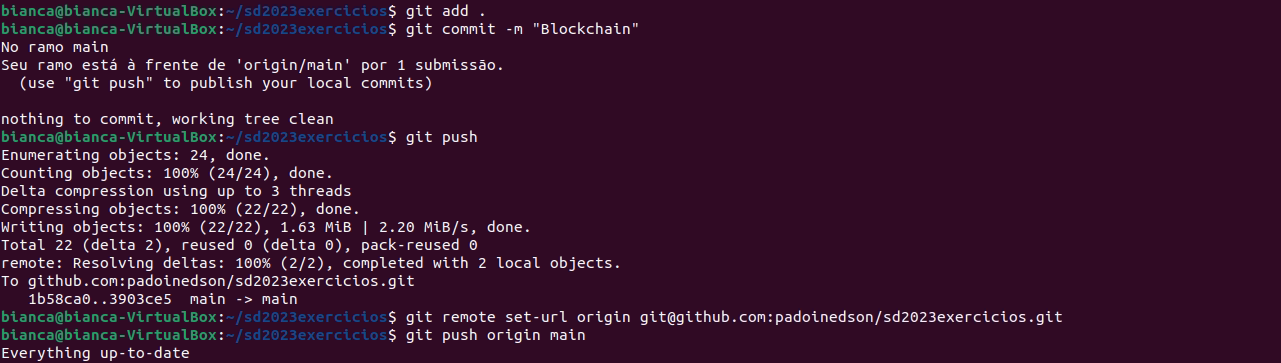 bianca@bianca-VirtualBox:~/sd2023exercicios$ git add .
bianca@bianca-VirtualBox:~/sd2023exercicios$ git commit -m "Blockchain"
No ramo main
Seu ramo está à frente de 'origin/main' por 1 submissão.
  (use "git push" to publish your local commits)

nothing to commit, working tree clean
bianca@bianca-VirtualBox:~/sd2023exercicios$ git push
Enumerating objects: 24, done.
Counting objects: 100% (24/24), done.
Delta compression using up to 3 threads
Compressing objects: 100% (22/22), done.
Writing objects: 100% (22/22), 1.63 MiB | 2.20 MiB/s, done.
Total 22 (delta 2), reused 0 (delta 0), pack-reused 0
remote: Resolving deltas: 100% (2/2), completed with 2 local objects.
To github.com:padoinedson/sd2023exercicios.git
   1b58ca0..3903ce5  main -> main
bianca@bianca-VirtualBox:~/sd2023exercicios$ git remote set-url origin git@github.com:padoinedson/sd2023exercicios.git
bianca@bianca-VirtualBox:~/sd2023exercicios$ git push origin main
Everything up-to-date